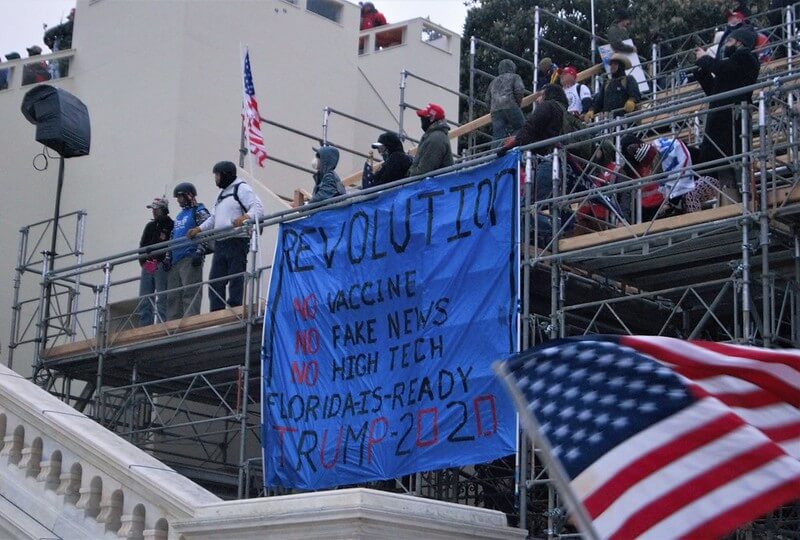 REVOLUTION
NO VACCINE
NO FAKE NEWS
NO HIGH TECH
FLORIDA-IS-READY
TRUMP-2020